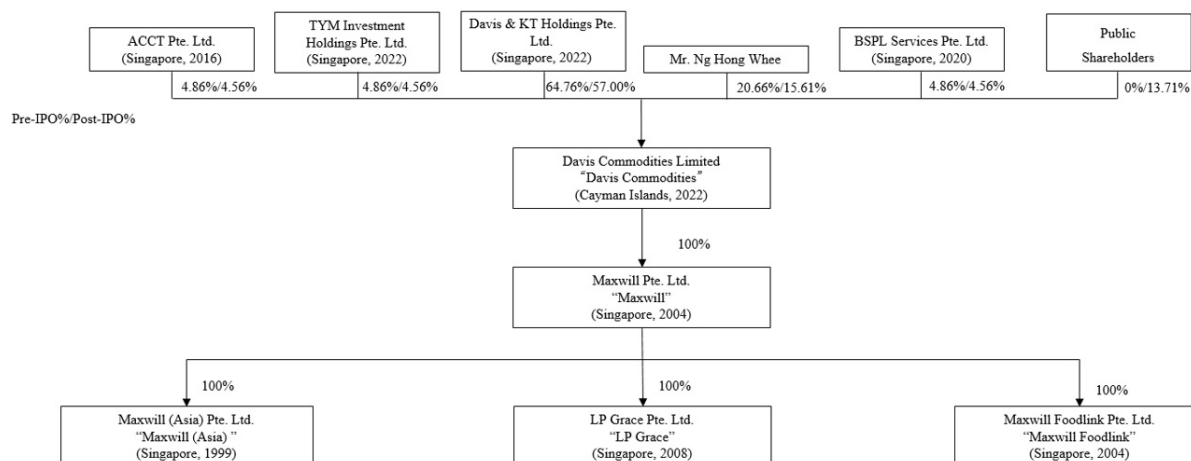 ACCT Pte. Ltd.
(Singapore, 2016)
TYM Investment
Holdings Pte. Ltd.
(Singapore, 2022)
Davis & KT Holdings Pte.
Ltd.
(Singapore, 2022)
Mr. Ng Hong Whee
BSPL Services Pte. Ltd.
(Singapore, 2020)
Public
Shareholders
4.86%/4.56%
4.86%/4.56%
64.76%/57.00%
20.66%/15.61%
4.86%/4.56%
0%/13.71%
Pre-IPO%/Post-IPO%
Davis Commodities Limited
“Davis Commodities”
(Cayman Islands, 2022)
100%
Maxwill Pte. Ltd.
“Maxwill”
(Singapore, 2004)
100%
100%
100%
Maxwill (Asia) Pte. Ltd.
“Maxwill (Asia) ”
(Singapore, 1999)
LP Grace Pte. Ltd.
“LP Grace”
(Singapore, 2008)
Maxwill Foodlink Pte. Ltd.
“Maxwill Foodlink”
(Singapore, 2004)